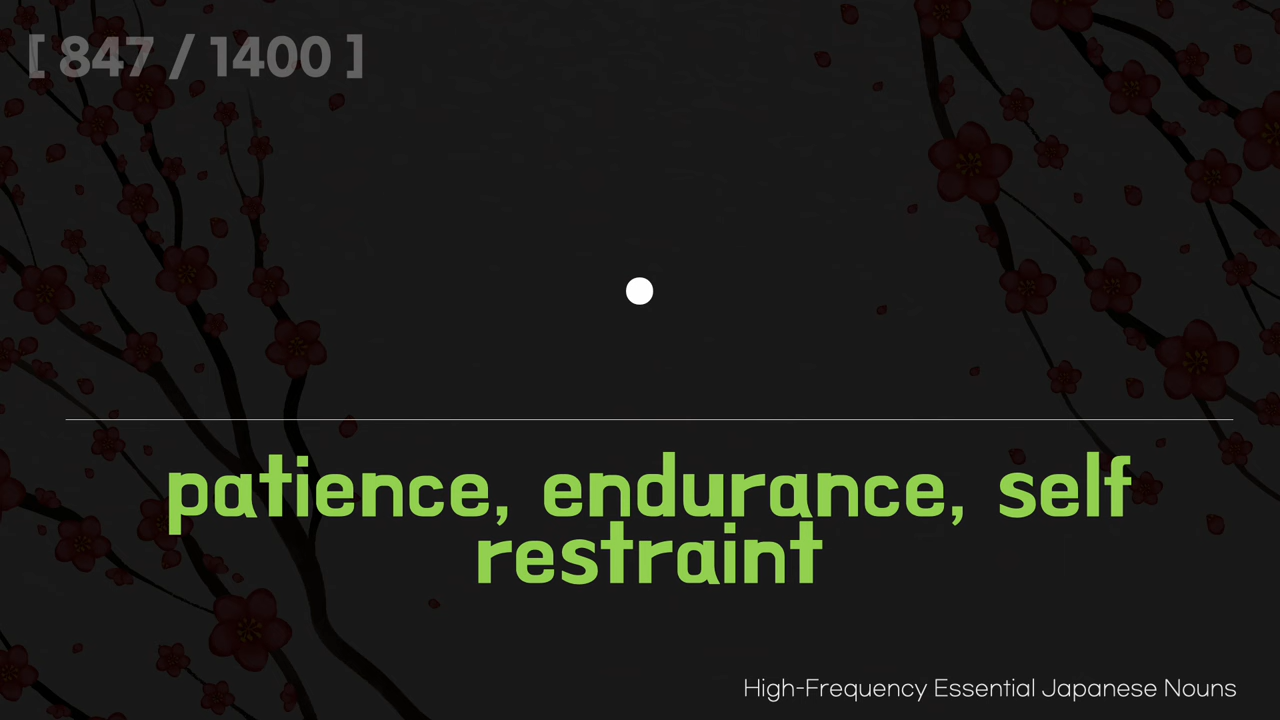 [ 847 / 1400 ]
patience, endurance, self
restraint
High-Frequency Essential Japanese Nouns